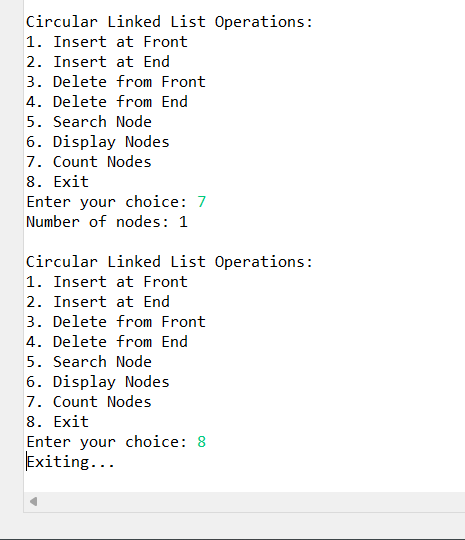 Circular Linked List Operations:
1. Insert at Front
2. Insert at End
3. Delete from Front
4. Delete from End
5. Search Node
6. Display Nodes
7. Count Nodes
8. Exit
Enter your choice: 7
Number of nodes: 1

Circular Linked List Operations:
1. Insert at Front
2. Insert at End
3. Delete from Front
4. Delete from End
5. Search Node
6. Display Nodes
7. Count Nodes
8. Exit
Enter your choice: 8
Exiting...